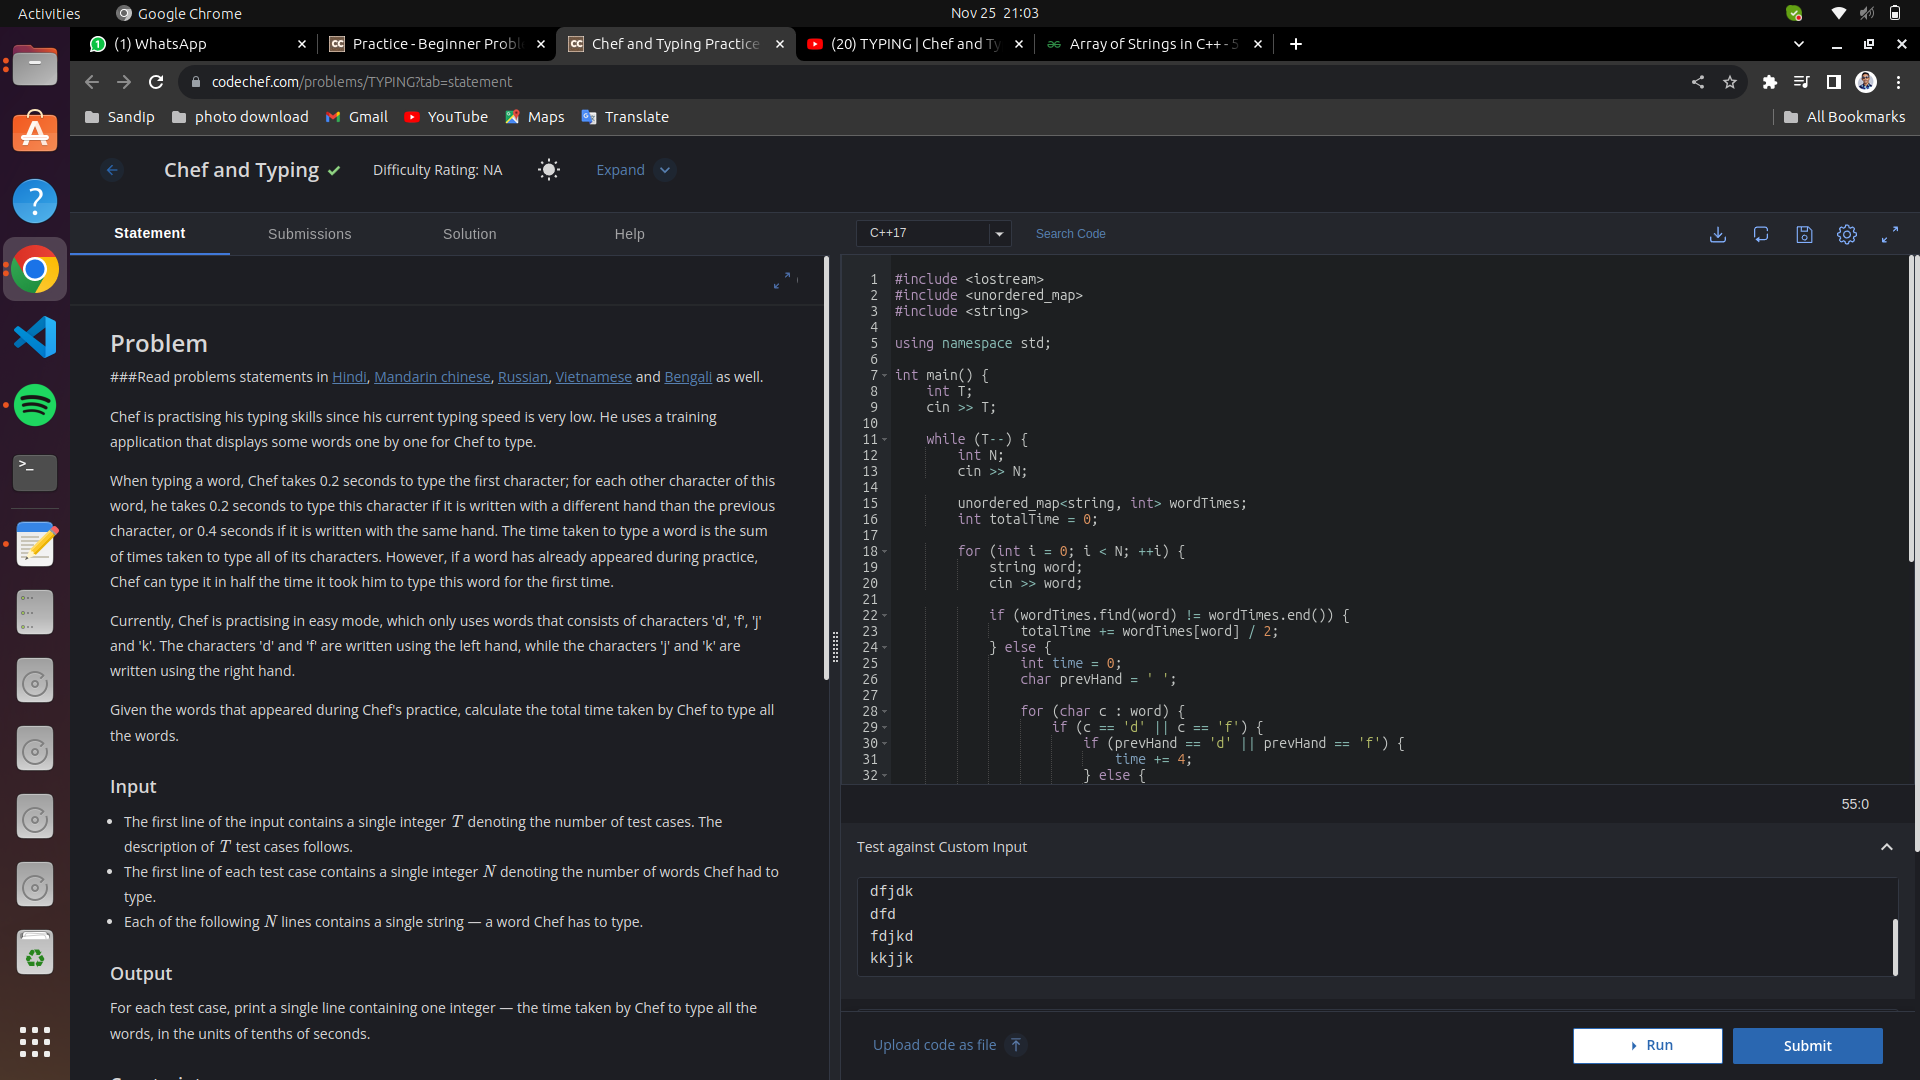 Activities
Google Chrome
Nov 25 21:03
(1) WhatsApp
Practice - Beginner Probl
Chef and Typing Practice
(20) TYPING | Chef and Ty
Array of Strings in C++ - 5
codechef.com/problems/TYPING?tab=statement
Sandip
photo download
Gmail
YouTube
Maps
Translate
All Bookmarks
Chef and Typing
Difficulty Rating: NA
Expand
Statement
Submissions
Solution
Help
Problem
###Read problems statements in Hindi, Mandarin chinese, Russian, Vietnamese and Bengali as well.
Chef is practising his typing skills since his current typing speed is very low. He uses a training
application that displays some words one by one for Chef to type.
When typing a word, Chef takes 0.2 seconds to type the first character; for each other character of this
word, he takes 0.2 seconds to type this character if it is written with a different hand than the previous
character, or 0.4 seconds if it is written with the same hand. The time taken to type a word is the sum
of times taken to type all of its characters. However, if a word has already appeared during practice,
Chef can type it in half the time it took him to type this word for the first time.
Currently, Chef is practising in easy mode, which only uses words that consists of characters 'd', 'f', 'j'
and 'k'. The characters 'd' and 'f' are written using the left hand, while the characters 'j' and 'k' are
written using the right hand.
Given the words that appeared during Chef's practice, calculate the total time taken by Chef to type all
the words.
Input
• The first line of the input contains a single integer T denoting the number of test cases. The
description of T test cases follows.
• The first line of each test case contains a single integer N denoting the number of words Chef had to
type.
• Each of the following N lines contains a single string — a word Chef has to type.
Output
For each test case, print a single line containing one integer — the time taken by Chef to type all the
words, in the units of tenths of seconds.
C++17
Search Code
1 #include <iostream>
2 #include <unordered_map>
3 #include <string>
4
5 using namespace std;
6
7 int main() {
8 int T;
9 cin >> T;
10
11 while (T--) {
12 int N;
13 cin >> N;
14
15 unordered_map<string, int> wordTimes;
16 int totalTime = 0;
17
18 for (int i = 0; i < N; ++i) {
19 string word;
20 cin >> word;
21
22 if (wordTimes.find(word) != wordTimes.end()) {
23 totalTime += wordTimes[word] / 2;
24 } else {
25 int time = 0;
26 char prevHand = ' ';
27
28 for (char c : word) {
29 if (c == 'd' || c == 'f') {
30 if (prevHand == 'd' || prevHand == 'f') {
31 time += 4;
32 } else {
55:0
Test against Custom Input
dfjdk
dfd
fdjkd
kkjjk
Upload code as file
Run
Submit